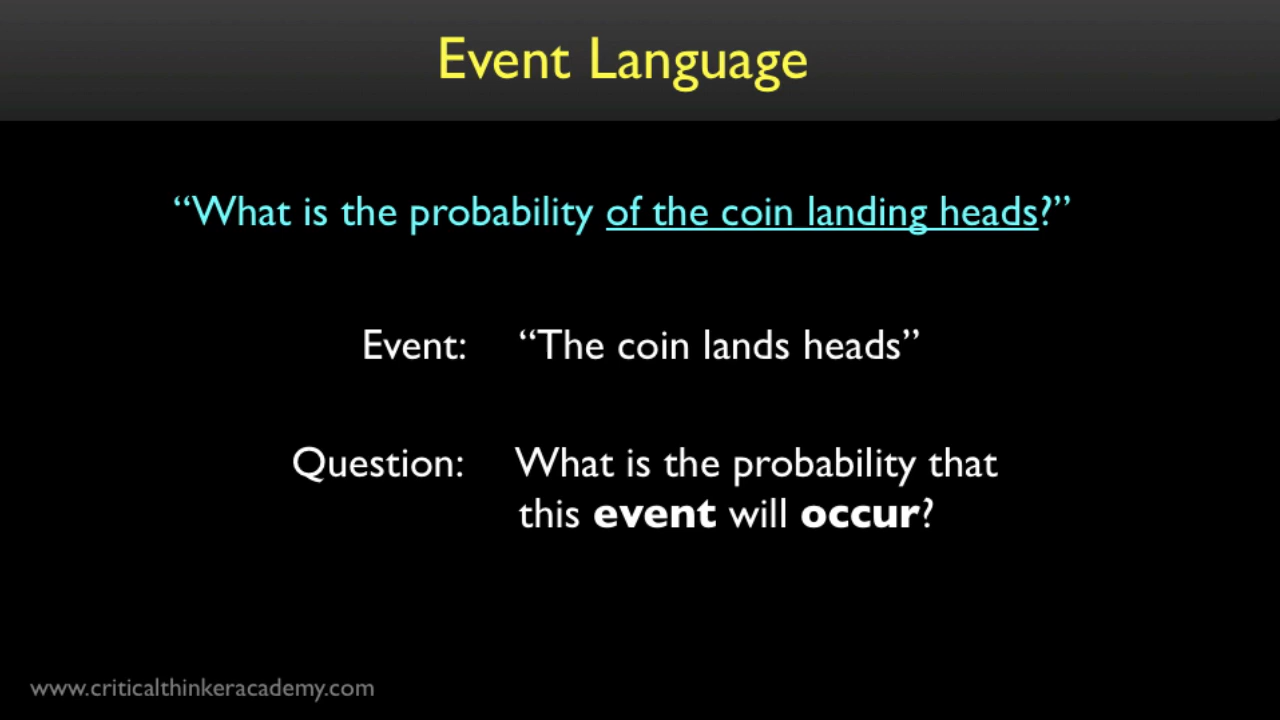 Event Language
“What is the probability of the coin landing heads?”
Event: “The coin lands heads”
Question: What is the probability that
this event will occur?
www.criticalthinkeracademy.com